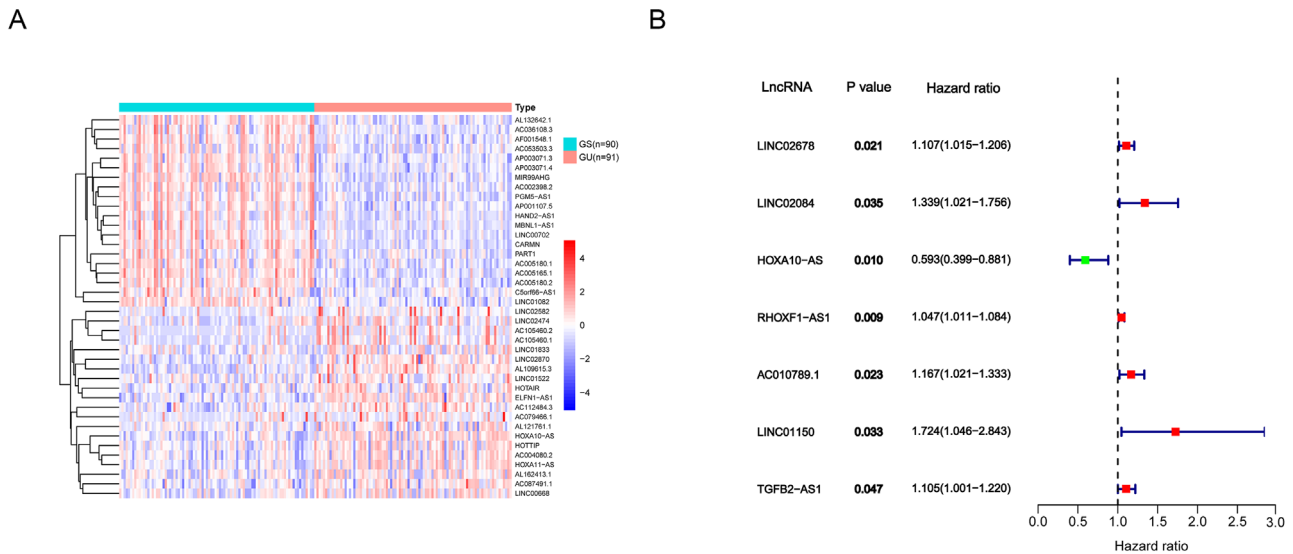 A
Type
AL132642.1
AC036108.3
AF001548.1
AC053503.3
AP003071.3
AP003071.4
MIR99AHG
AC002398.2
PGM5-AS1
AP001107.5
HAND2-AS1
MBNL1-AS1
LINC00702
CARMN
PART1
AC005180.1
AC005165.1
AC005180.2
C5orf66-AS1
LINC01082
LINC02582
LINC02474
AC105460.2
AC105460.1
LINC01833
LINC02870
AL109615.3
LINC01522
HOTAIR
ELFN1-AS1
AC112484.3
AC079466.1
AL121761.1
HOXA10-AS
HOTTIP
AC004080.2
HOXA11-AS
AL162413.1
AC087491.1
LINC00668
GS(n=90)
GU(n=91)
4
2
0
−2
−4
B
LncRNA P value Hazard ratio
LINC02678 0.021 1.107(1.015−1.206)
LINC02084 0.035 1.339(1.021−1.756)
HOXA10-AS 0.010 0.593(0.399−0.881)
RHOXF1-AS1 0.009 1.047(1.011−1.084)
AC010789.1 0.023 1.167(1.021−1.333)
LINC01150 0.033 1.724(1.046−2.843)
TGFB2-AS1 0.047 1.105(1.001−1.220)
0.0 0.5 1.0 1.5 2.0 2.5 3.0
Hazard ratio